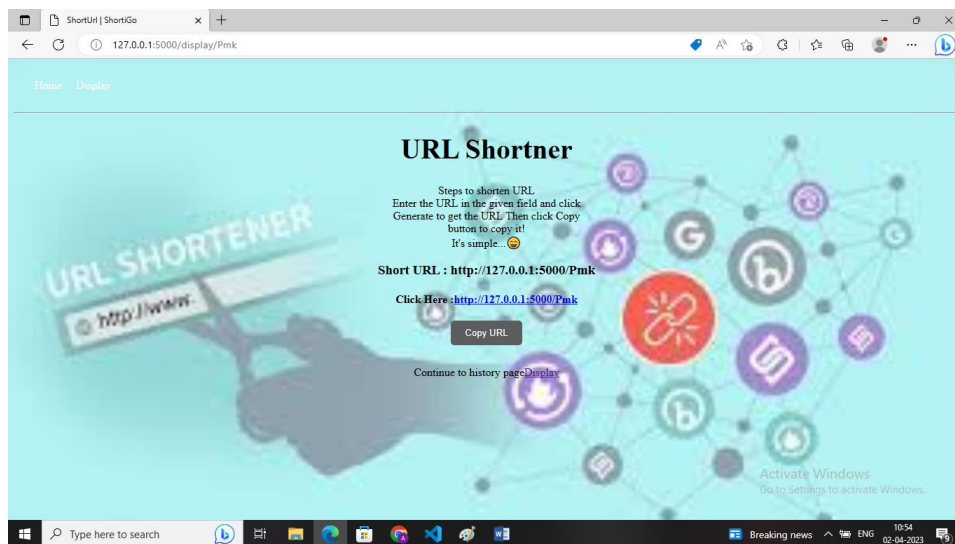 ShortUrl | ShortiGo
127.0.0.1:5000/display/Pmk
Home Display
URL Shortner
Steps to shorten URL
Enter the URL in the given field and click
Generate to get the URL Then click Copy
button to copy it!
It's simple...😄
Short URL : http://127.0.0.1:5000/Pmk
Click Here :http://127.0.0.1:5000/Pmk
Copy URL
Continue to history pageDisplay
URL SHORTENER
http://www.
Activate Windows
Go to Settings to activate Windows.
Type here to search
Breaking news
ENG
10:54
02-04-2023